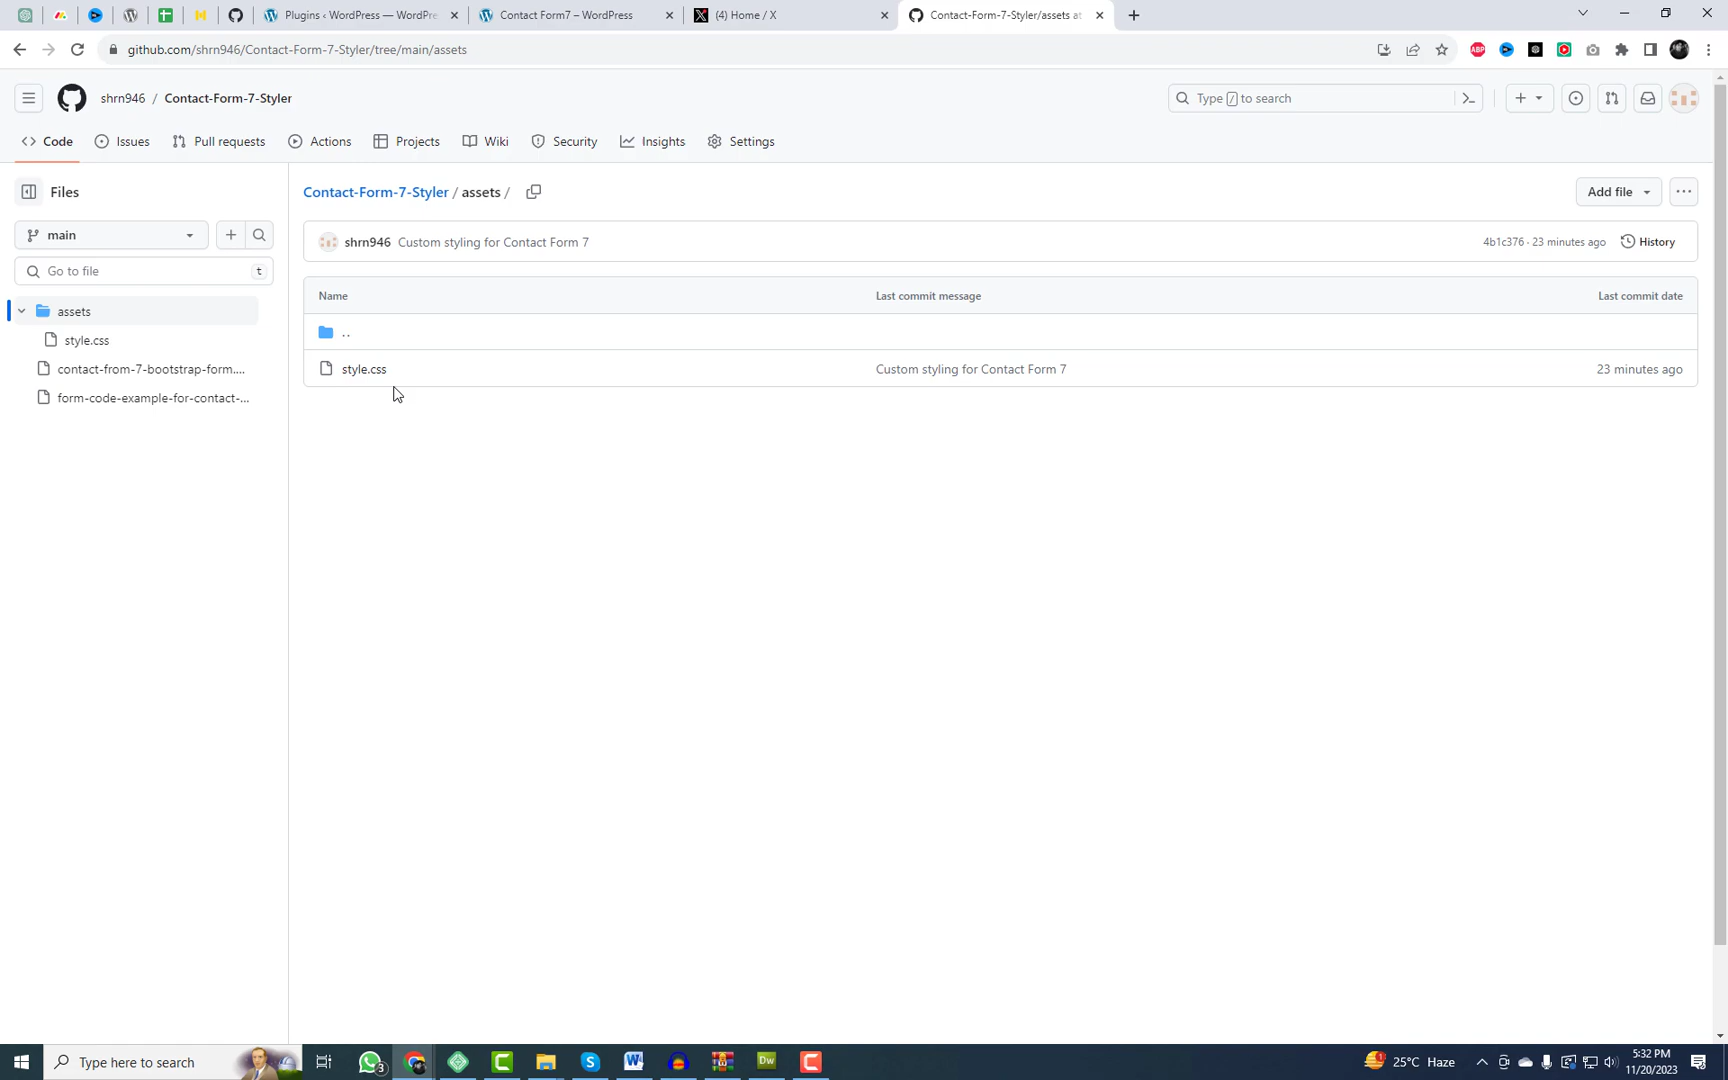 Plugins ‹ WordPress — WordPre
Contact Form7 – WordPress
(4) Home / X
Contact-Form-7-Styler/assets at
github.com/shrn946/Contact-Form-7-Styler/tree/main/assets
ABP
shrn946 / Contact-Form-7-Styler
Type / to search
Code
Issues
Pull requests
Actions
Projects
Wiki
Security
Insights
Settings
Files
Contact-Form-7-Styler / assets /
Add file
main
shrn946 Custom styling for Contact Form 7
4b1c376 · 23 minutes ago
History
Go to file
t
Name
Last commit message
Last commit date
assets
..
style.css
style.css
Custom styling for Contact Form 7
23 minutes ago
contact-from-7-bootstrap-form....
form-code-example-for-contact-...
Type here to search
3
S
W
Dw
1
25°C Haze
5:32 PM
11/20/2023